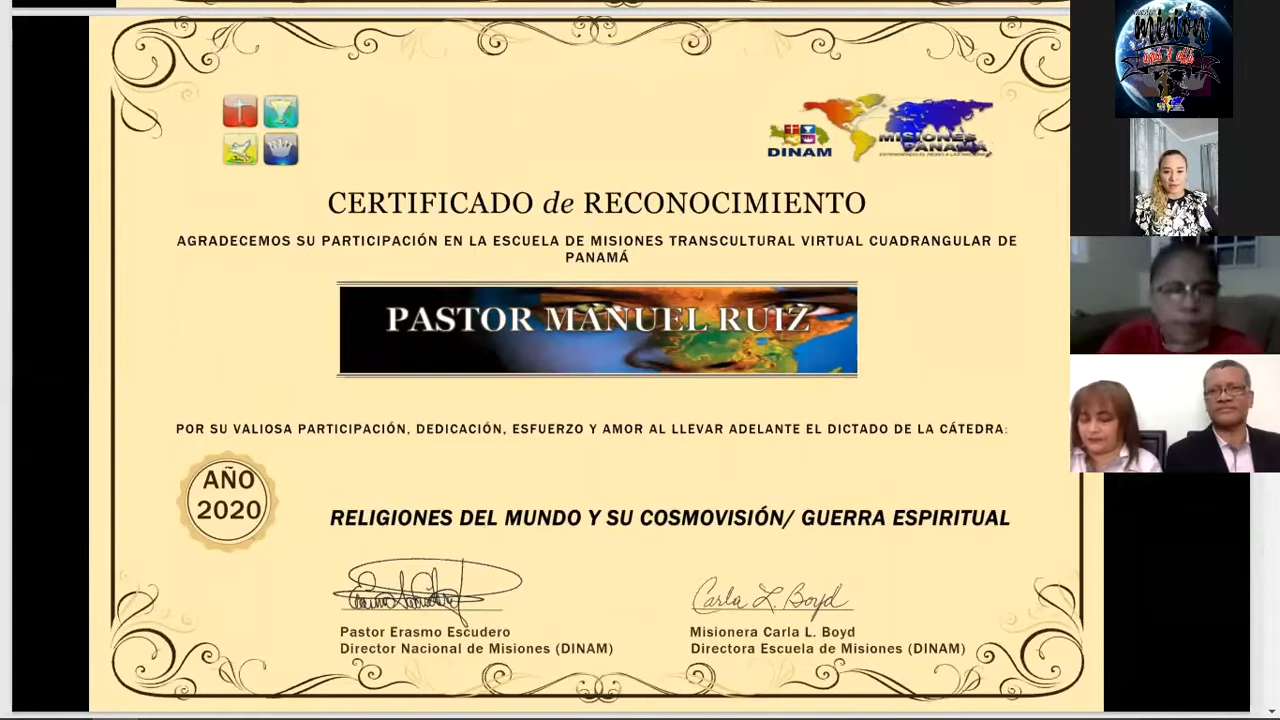 DINAM
MISIONES
PANAMÁ
CERTIFICADO de RECONOCIMIENTO
AGRADECEMOS SU PARTICIPACIÓN EN LA ESCUELA DE MISIONES TRANSCULTURAL VIRTUAL CUADRANGULAR DE
PANAMÁ
PASTOR MANUEL RUIZ
POR SU VALIOSA PARTICIPACIÓN, DEDICACIÓN, ESFUERZO Y AMOR AL LLEVAR ADELANTE EL DICTADO DE LA CÁTEDRA:
AÑO
2020
RELIGIONES DEL MUNDO Y SU COSMOVISIÓN/ GUERRA ESPIRITUAL
Carla L. Boyd
Pastor Erasmo Escudero
Director Nacional de Misiones (DINAM)
Misionera Carla L. Boyd
Directora Escuela de Misiones (DINAM)
misión